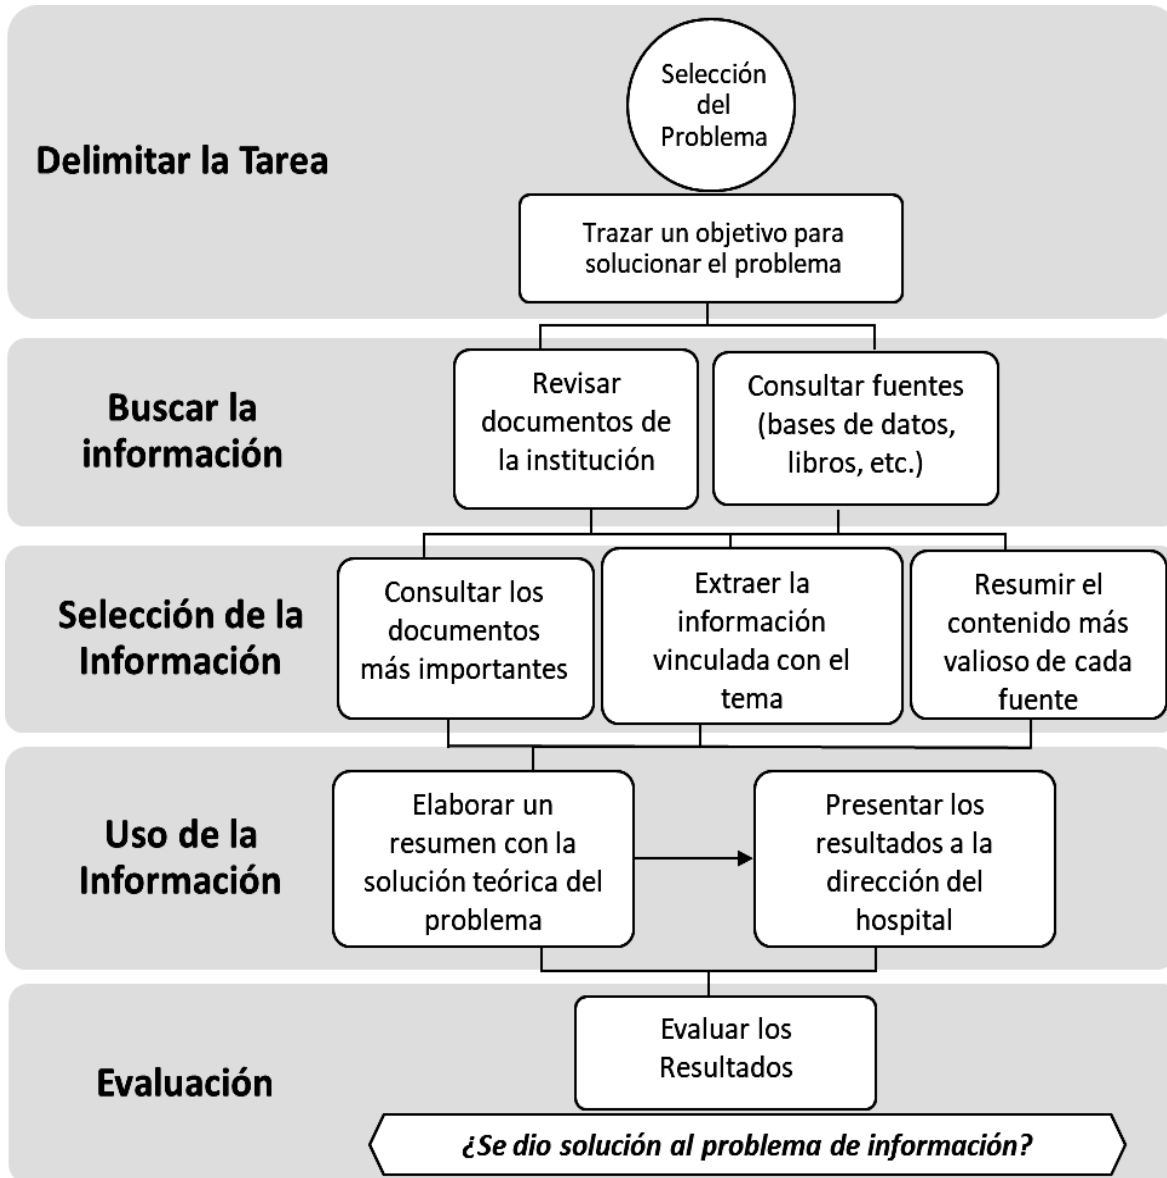 Selección
del
Problema
Delimitar la Tarea
Trazar un objetivo para
solucionar el problema
Buscar la
información
Revisar
documentos de
la institución
Consultar fuentes
(bases de datos,
libros, etc.)
Selección de la
Información
Consultar los
documentos
más importantes
Extraer la
información
vinculada con el
tema
Resumir el
contenido más
valioso de cada
fuente
Uso de la
Información
Elaborar un
resumen con la
solución teórica del
problema
Presentar los
resultados a la
dirección del
hospital
Evaluación
Evaluar los
Resultados
¿Se dio solución al problema de información?